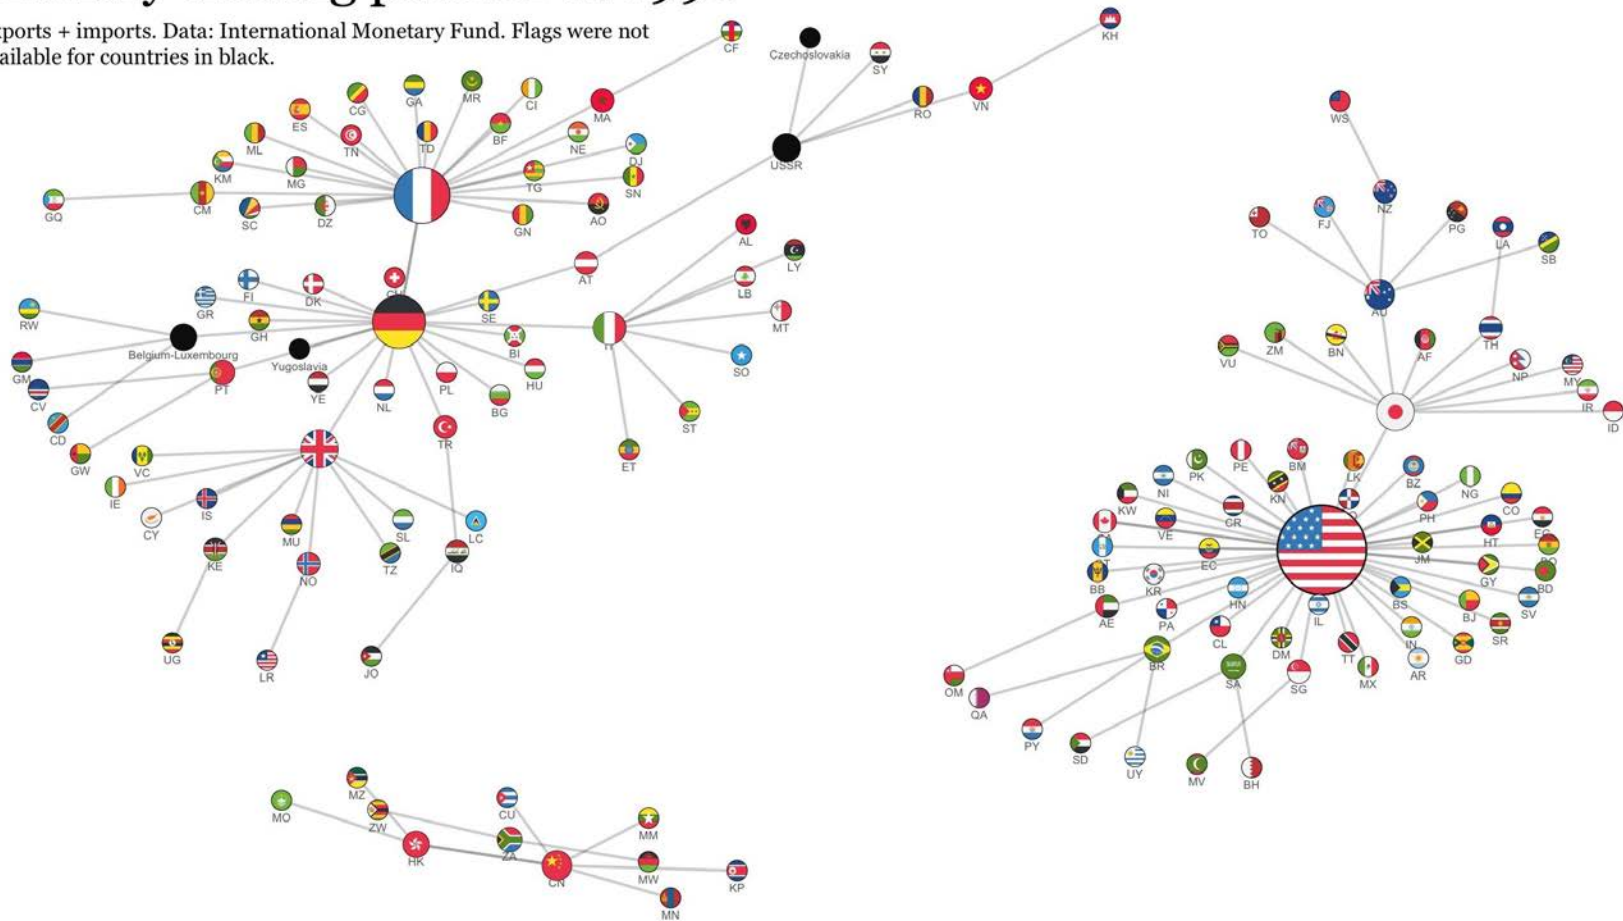 xports + imports. Data: International Monetary Fund. Flags were not
ailable for countries in black.
CF
Czechoslovakia
SY
KH
CG
GA
MR
CI
MA
RO
VN
ES
TN
TD
BF
NE
DJ
WS
ML
KM
MG
TG
SN
USSR
GQ
CM
SC
DZ
GN
AO
NZ
TO
FJ
PG
LA
SB
AL
LY
AT
LB
MT
AU
FI
DK
GR
SE
RW
GH
BI
TH
Belgium-Luxembourg
Yugoslavia
VU
ZM
BN
AF
NP
MY
IR
ID
GM
CV
PT
YE
NL
PL
HU
BG
SO
CD
TR
ST
GW
VC
ET
IE
IS
CY
MU
SL
LC
KE
NO
TZ
IQ
PK
PE
BM
LK
BZ
NG
NI
KN
KW
CR
PH
CO
VE
HT
EC
JM
BB
KR
HN
GY
BD
AE
PA
IL
BS
BJ
SV
CL
DM
TT
IN
SR
GD
BR
SA
SG
MX
AR
OM
QA
PY
SD
UY
MV
BH
UG
LR
JO
MZ
MO
ZW
CU
MM
HK
ZA
CN
MW
KP
MN